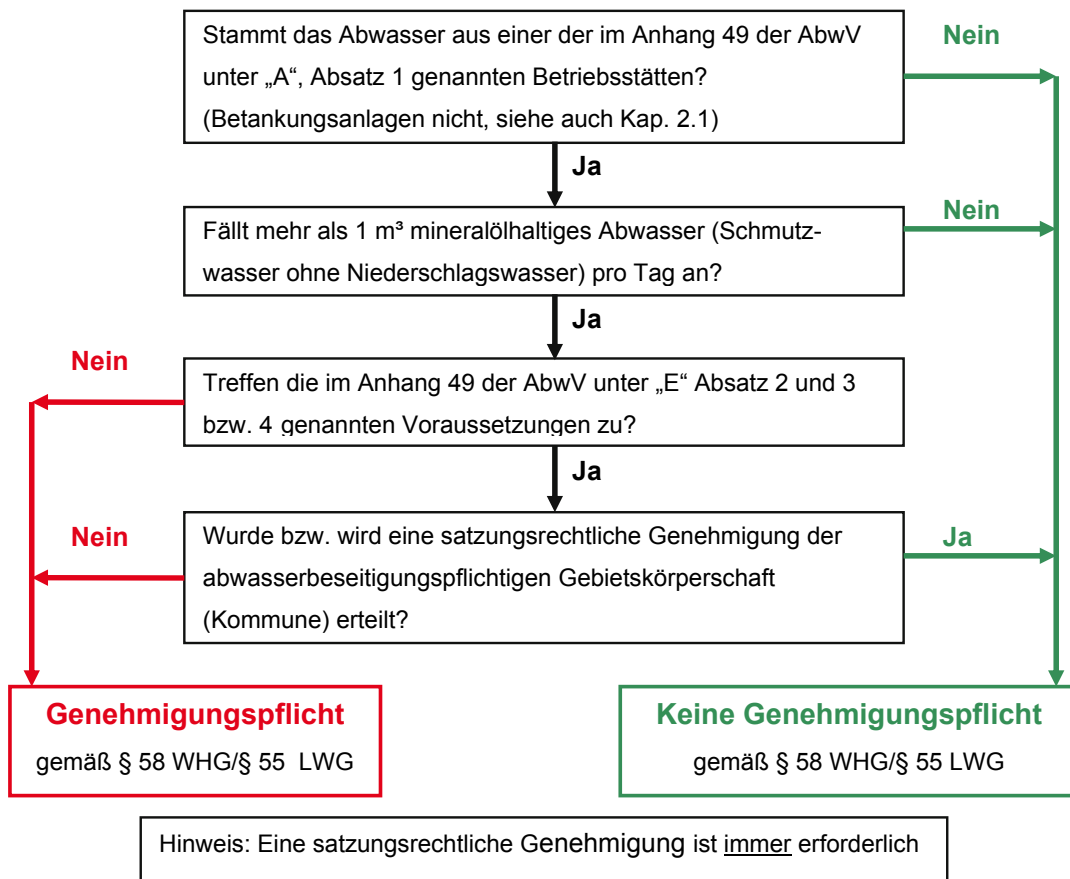 Stammt das Abwasser aus einer der im Anhang 49 der AbwV
unter „A“, Absatz 1 genannten Betriebsstätten?
(Betankungsanlagen nicht, siehe auch Kap. 2.1)
Nein
Ja
Fällt mehr als 1 m³ mineralölhaltiges Abwasser (Schmutz-
wasser ohne Niederschlagswasser) pro Tag an?
Nein
Ja
Nein
Treffen die im Anhang 49 der AbwV unter „E“ Absatz 2 und 3
bzw. 4 genannten Voraussetzungen zu?
Ja
Nein
Wurde bzw. wird eine satzungsrechtliche Genehmigung der
abwasserbeseitigungspflichtigen Gebietskörperschaft
(Kommune) erteilt?
Ja
Genehmigungspflicht
gemäß § 58 WHG/§ 55 LWG
Keine Genehmigungspflicht
gemäß § 58 WHG/§ 55 LWG
Hinweis: Eine satzungsrechtliche Genehmigung ist immer erforderlich